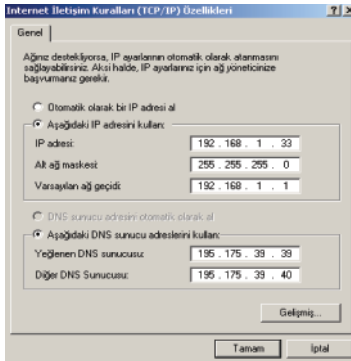 Internet İletişim Kuralları (TCP/IP) Özellikleri
Genel
Ağınız destekliyorsa, IP ayarlarının otomatik olarak atanmasını
sağlayabilirsiniz. Aksi halde, IP ayarlarınız için ağ yöneticinize
başvurmanız gerekir.
Otomatik olarak bir IP adresi al
Aşağıdaki IP adresini kullan:
IP adresi: 192 . 168 . 1 . 33
Alt ağ maskesi: 255 . 255 . 255 . 0
Varsayılan ağ geçidi: 192 . 168 . 1 . 1
DNS sunucu adresini otomatik olarak al
Aşağıdaki DNS sunucu adreslerini kullan:
Yeğlenen DNS sunucusu: 195 . 175 . 39 . 39
Diğer DNS Sunucusu: 195 . 175 . 39 . 40
Gelişmiş...
Tamam İptal